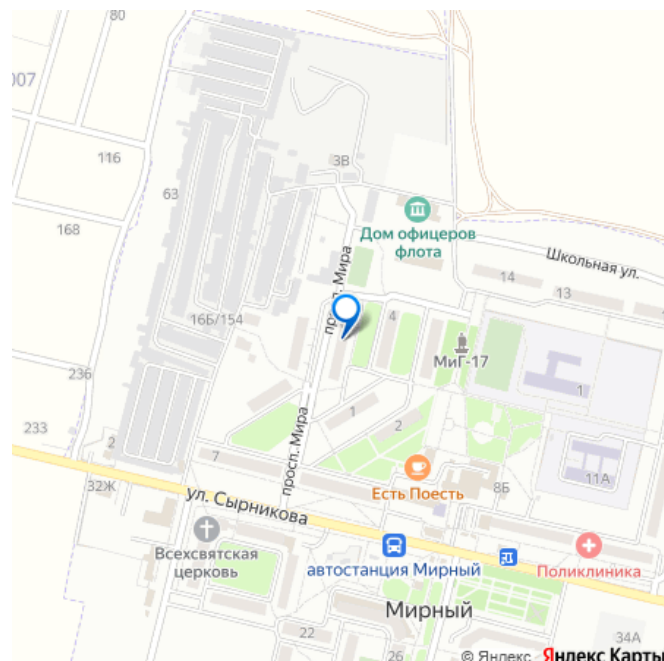 80
007
116
3В
63
168
Дом офицеров
флота
просп. Мира
Школьная ул.
14
13
16Б/154
4
МиГ-17
236
1
1
233
2
просп. Мира
2
7
32Ж
ул. Сырникова
Есть Поесть
8Б
11А
Всехсвятская
церковь
автостанция Мирный
Поликлиника
Мирный
22
26
34А
© Яндекс Яндекс Карты